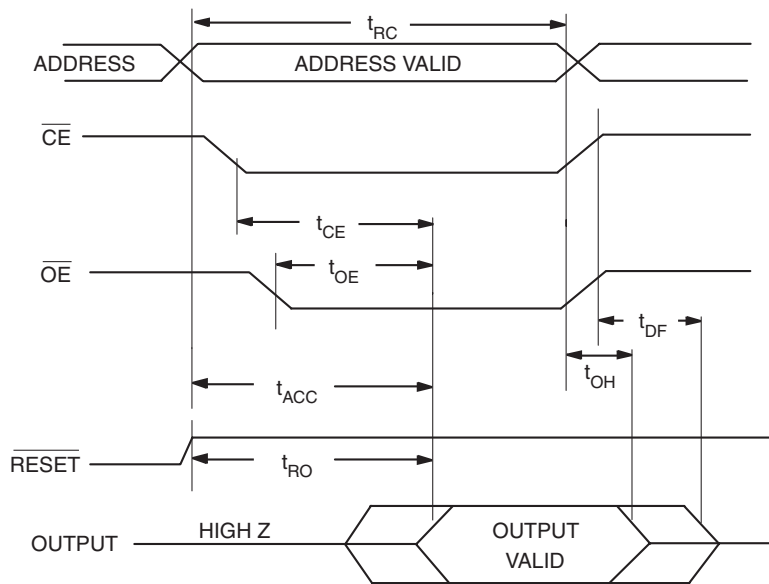 tRC
ADDRESS
ADDRESS VALID
CE
tCE
OE
tOE
tDF
tOH
tACC
RESET
tRO
OUTPUT
HIGH Z
OUTPUT
VALID